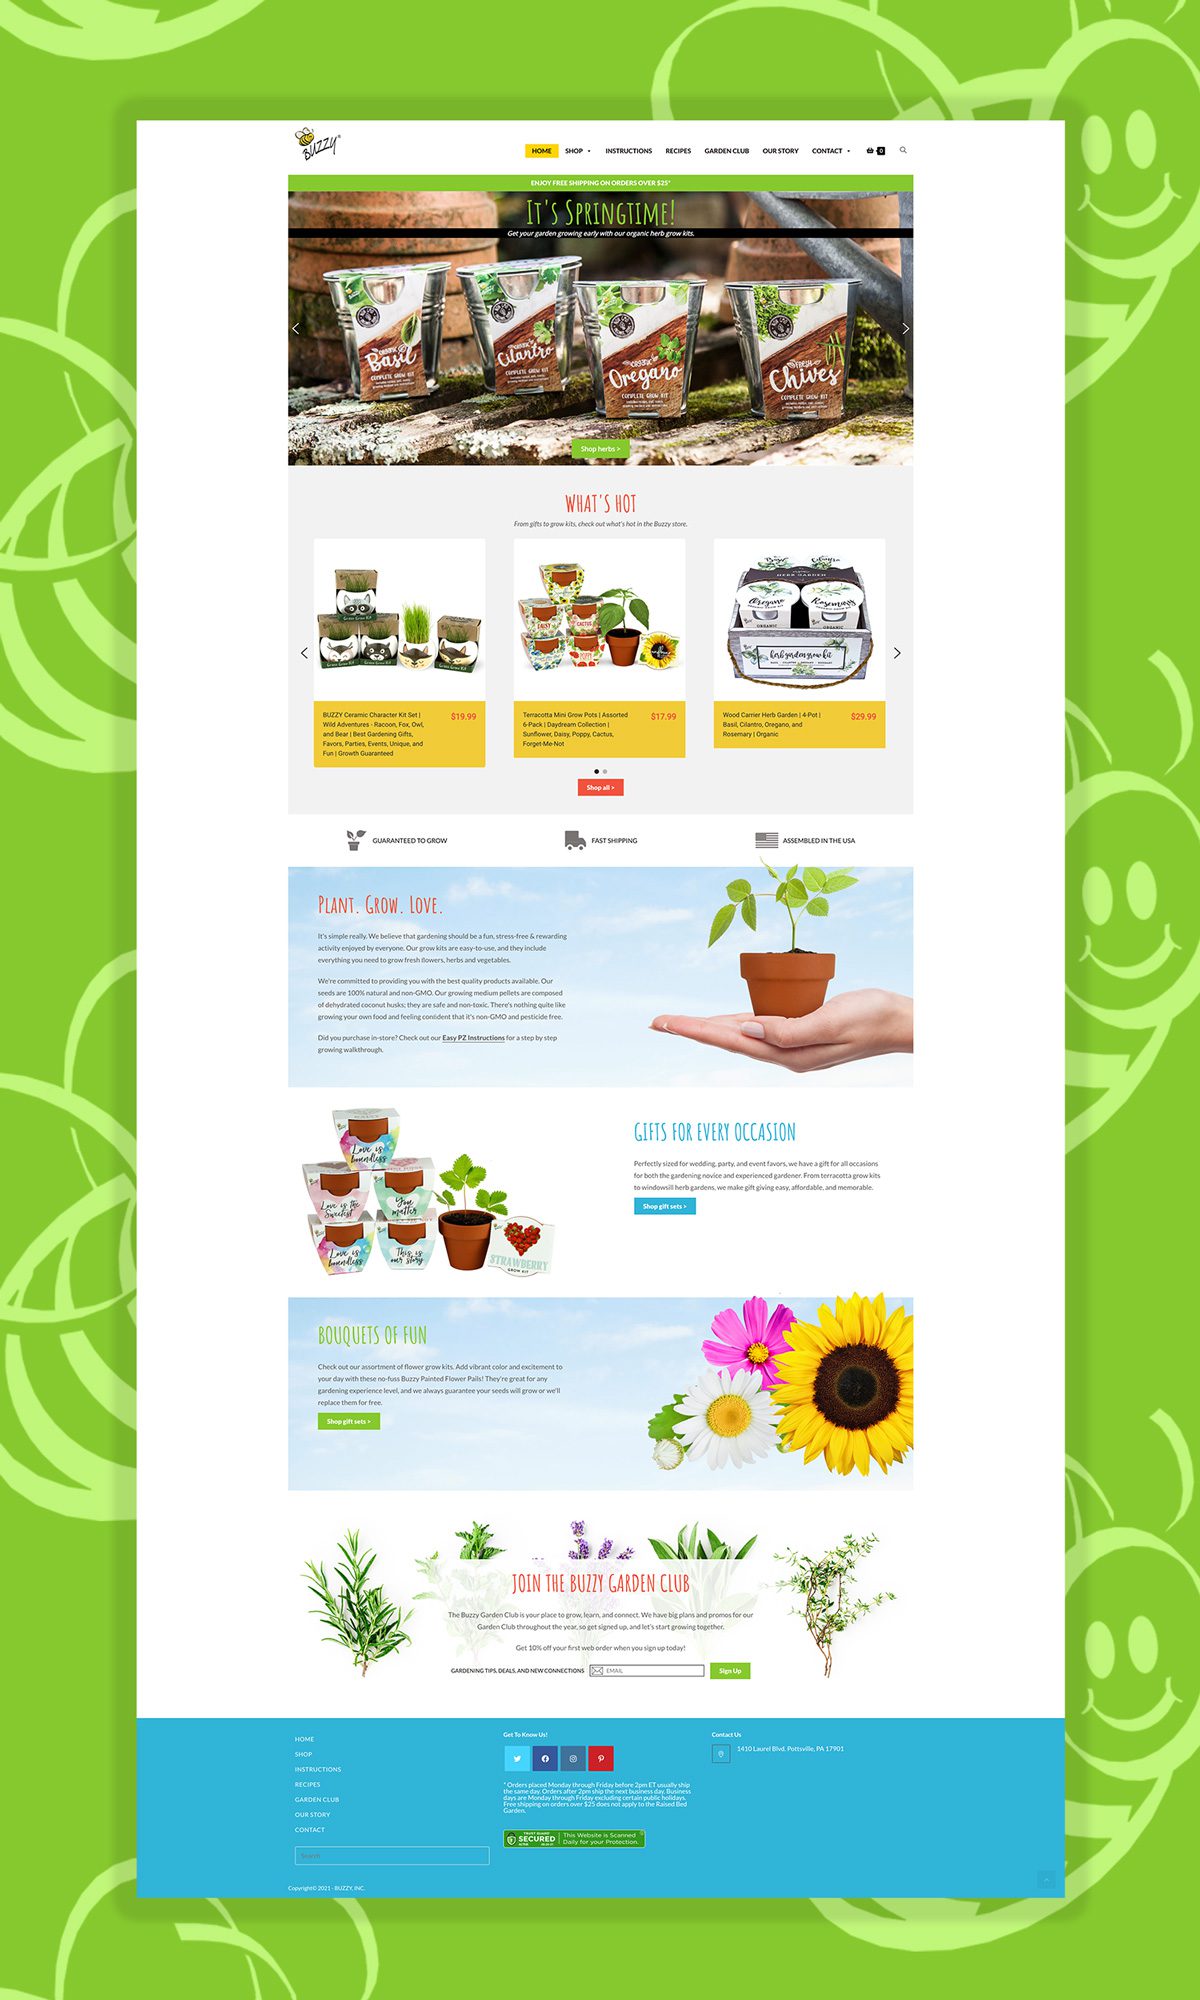 BUZZY®
HOME SHOP INSTRUCTIONS RECIPES GARDEN CLUB OUR STORY CONTACT 0
ENJOY FREE SHIPPING ON ORDERS OVER $25*
It's Springtime!
Get your garden growing early with our organic herb grow kits.
ORGANIC
Basil
COMPLETE GROW KIT
ORGANIC
Cilantro
COMPLETE GROW KIT
ORGANIC
Oregano
COMPLETE GROW KIT
FRESH
Chives
COMPLETE GROW KIT
Shop herbs >
WHAT'S HOT
From gifts to grow kits, check out what's hot in the Buzzy store.
Grow Kit
DAISY
CACTUS
POPPY
HERB GARDEN
Oregano
ORGANIC
Rosemary
ORGANIC
herb garden grow kit
BUZZY Ceramic Character Kit Set |
Wild Adventures - Racoon, Fox, Owl,
and Bear | Best Gardening Gifts,
Favors, Parties, Events, Unique, and
Fun | Growth Guaranteed
$19.99
Terracotta Mini Grow Pots | Assorted
6-Pack | Daydream Collection |
Sunflower, Daisy, Poppy, Cactus,
Forget-Me-Not
$17.99
Wood Carrier Herb Garden | 4-Pot |
Basil, Cilantro, Oregano, and
Rosemary | Organic
$29.99
Shop all >
GUARANTEED TO GROW
FAST SHIPPING
ASSEMBLED IN THE USA
Plant. Grow. Love.
It's simple really. We believe that gardening should be a fun, stress-free & rewarding
activity enjoyed by everyone. Our grow kits are easy-to-use, and they include
everything you need to grow fresh flowers, herbs and vegetables.
We're committed to providing you with the best quality products available. Our
seeds are 100% natural and non-GMO. Our growing medium pellets are composed
of dehydrated coconut husks; they are safe and non-toxic. There's nothing quite like
growing your own food and feeling confident that it's non-GMO and pesticide free.
Did you purchase in-store? Check out our Easy PZ Instructions for a step by step
growing walkthrough.
Love is
boundless
Love is the
Sweetest
You
matter
Love is
boundless
This is
our story
STRAWBERRY
GROW KIT
GIFTS FOR EVERY OCCASION
Perfectly sized for wedding, party, and event favors, we have a gift for all occasions
for both the gardening novice and experienced gardener. From terracotta grow kits
to windowsill herb gardens, we make gift giving easy, affordable, and memorable.
Shop gift sets >
BOUQUETS OF FUN
Check out our assortment of flower grow kits. Add vibrant color and excitement to
your day with these no-fuss Buzzy Painted Flower Pails! They're great for any
gardening experience level, and we always guarantee your seeds will grow or we'll
replace them for free.
Shop gift sets >
JOIN THE BUZZY GARDEN CLUB
The Buzzy Garden Club is your place to grow, learn, and connect. We have big plans and promos for our
Garden Club throughout the year, so get signed up, and let's start growing together.
Get 10% off your first web order when you sign up today!
GARDENING TIPS, DEALS, AND NEW CONNECTIONS EMAIL Sign Up
HOME
SHOP
INSTRUCTIONS
RECIPES
GARDEN CLUB
OUR STORY
CONTACT
Search
Get To Know Us!
* Orders placed Monday through Friday before 2pm ET usually ship
the same day. Orders after 2pm ship the next business day. Business
days are Monday through Friday excluding certain public holidays.
Free shipping on orders over $25 does not apply to the Raised Bed
Garden.
TRUST GUARD
SECURED
This Website is Scanned
Daily for your Protection.
Contact Us
1410 Laurel Blvd. Pottsville, PA 17901
Copyright© 2021 - BUZZY, INC.